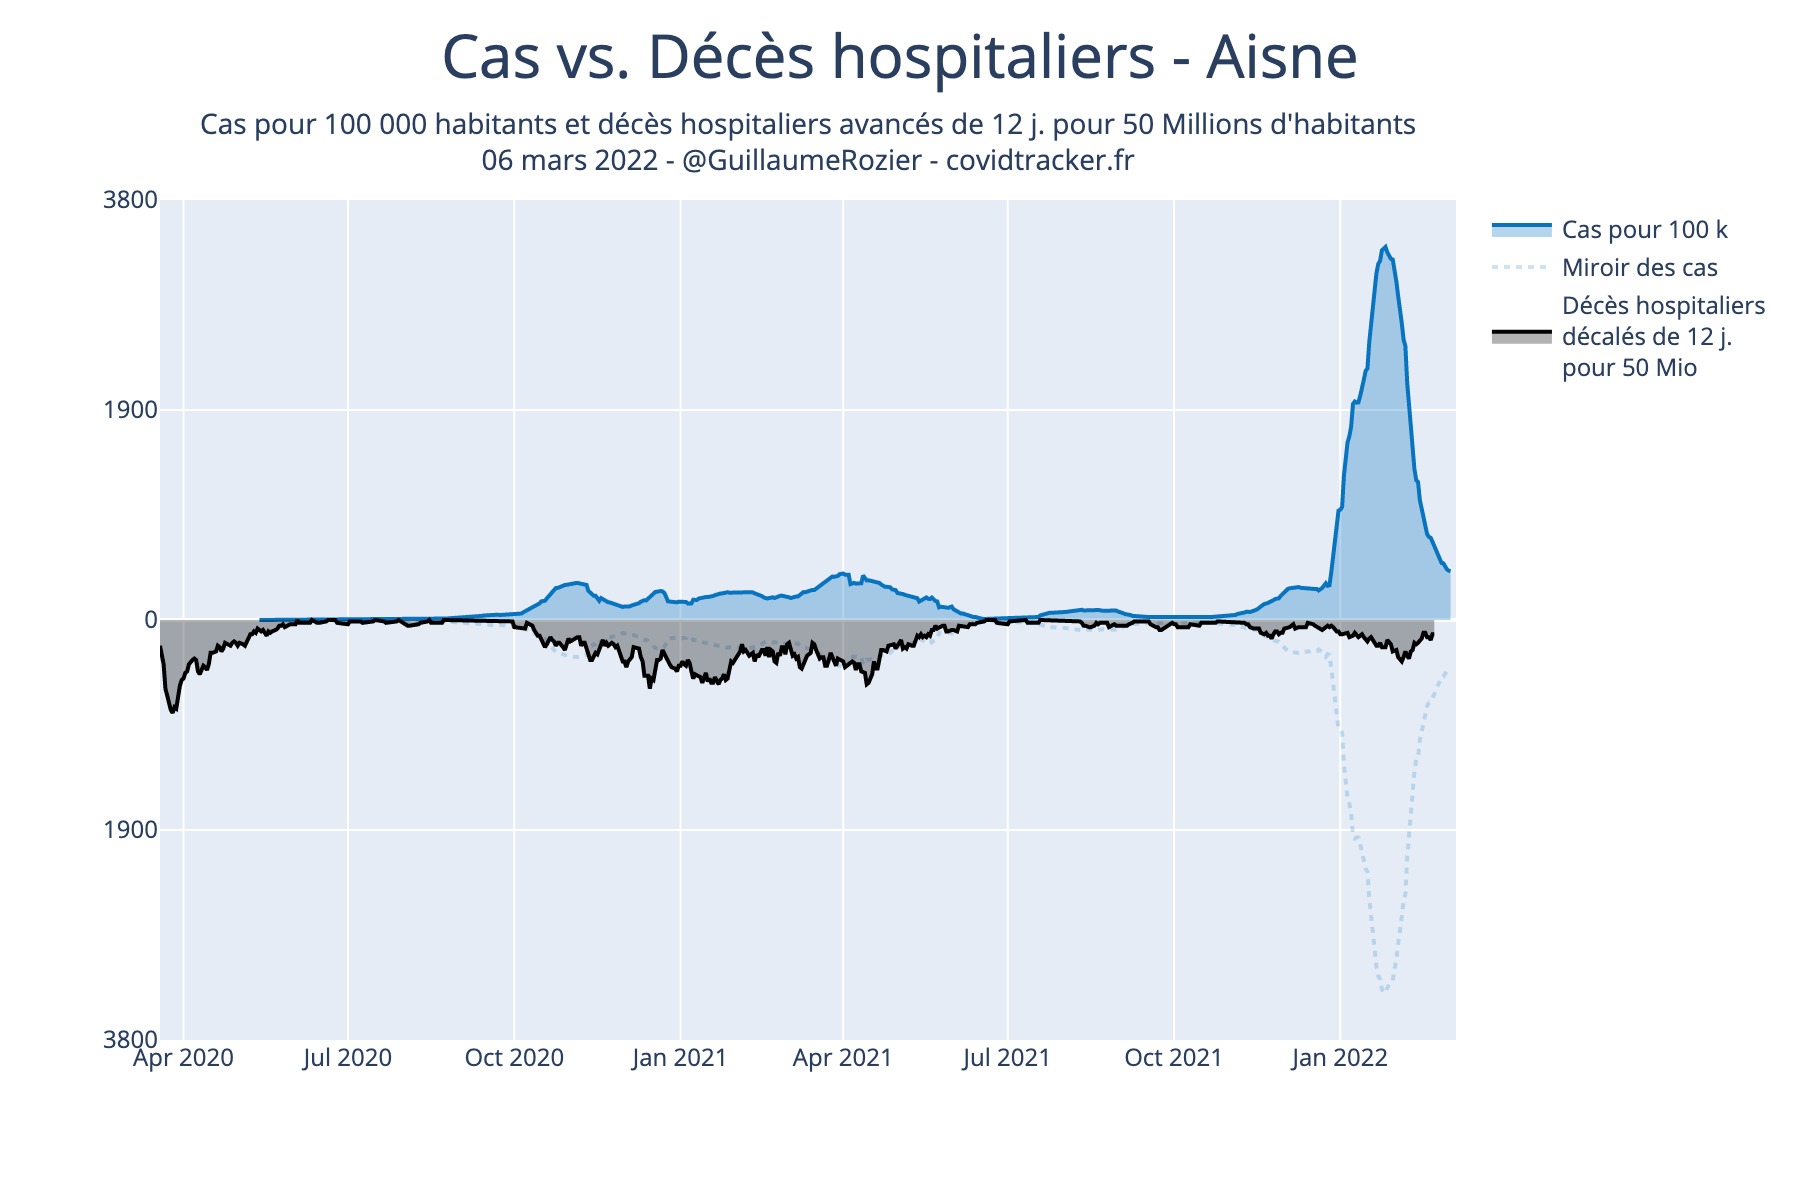 Cas vs. Décès hospitaliers - Aisne
Cas pour 100 000 habitants et décès hospitaliers avancés de 12 j. pour 50 Millions d'habitants
06 mars 2022 - @GuillaumeRozier - covidtracker.fr
3800
1900
0
1900
3800
Apr 2020
Jul 2020
Oct 2020
Jan 2021
Apr 2021
Jul 2021
Oct 2021
Jan 2022
Cas pour 100 k
Miroir des cas
Décès hospitaliers
décalés de 12 j.
pour 50 Mio